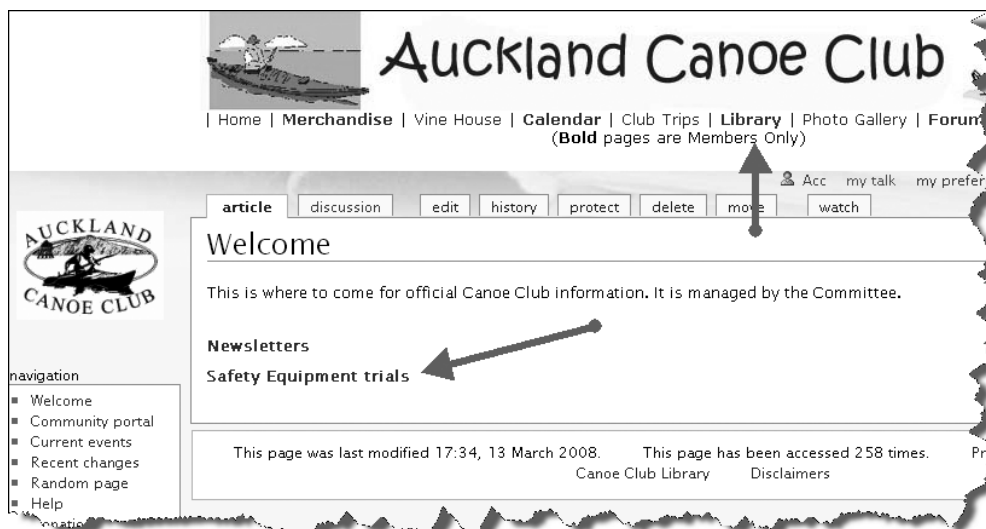 Auckland Canoe Club
| Home | Merchandise | Vine House | Calendar | Club Trips | Library | Photo Gallery | Forum
(Bold pages are Members Only)
Acc my talk my prefer
article discussion edit history protect delete move watch
AUCKLAND
CANOE CLUB
Welcome
This is where to come for official Canoe Club information. It is managed by the Committee.
Newsletters
Safety Equipment trials
navigation
Welcome
Community portal
Current events
Recent changes
Random page
Help
This page was last modified 17:34, 13 March 2008. This page has been accessed 258 times.
Canoe Club Library Disclaimers